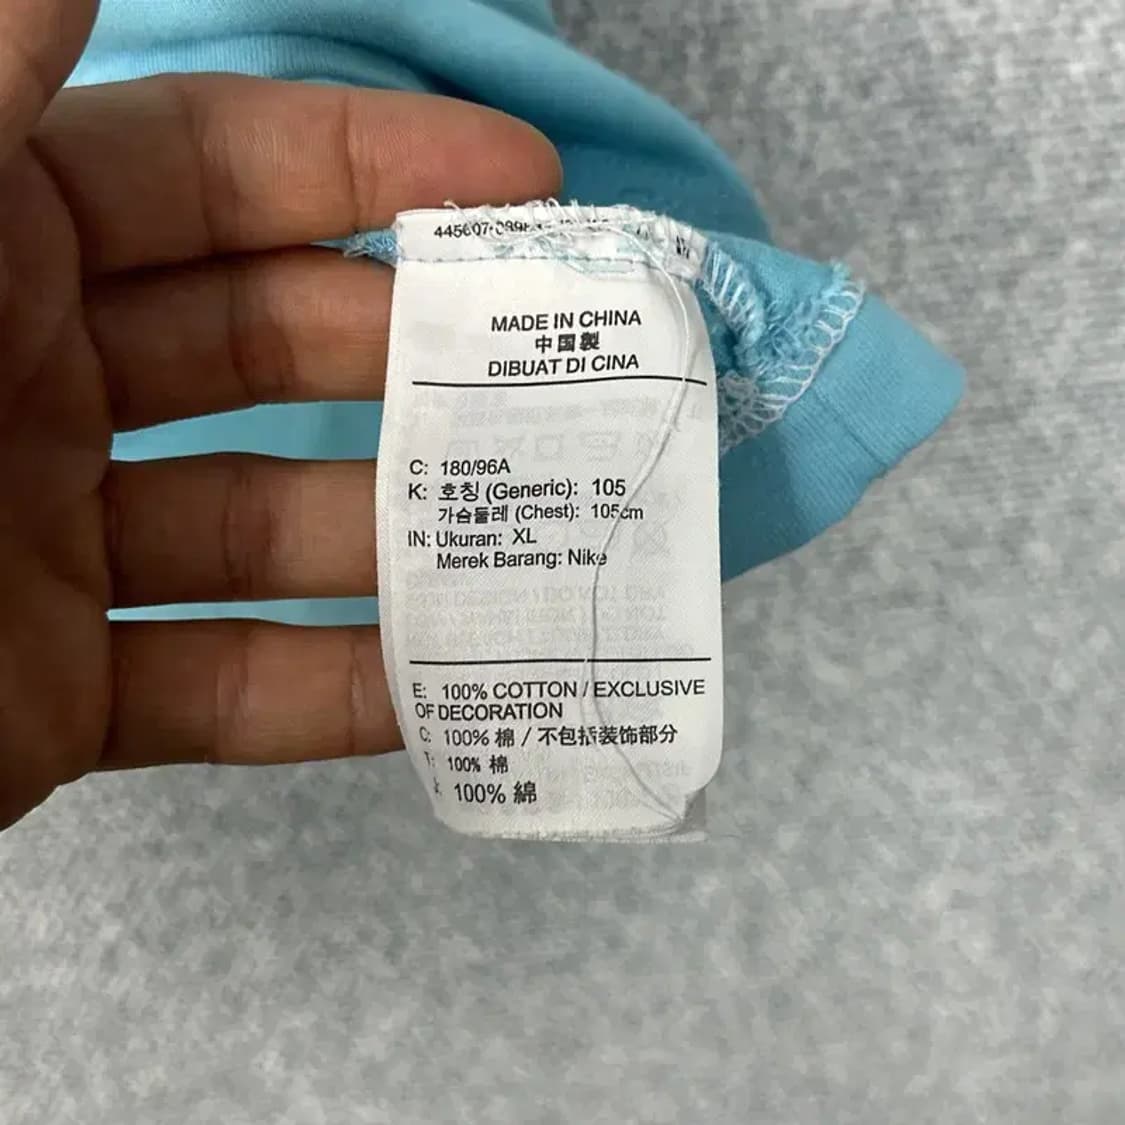 MADE IN CHINA
中国製
DIBUAT DI CINA
C: 180/96A
K: 호칭 (Generic): 105
가슴둘레 (Chest): 105cm
IN: Ukuran: XL
Merek Barang: Nike
E: 100% COTTON / EXCLUSIVE
OF DECORATION
C: 100% 棉 / 不包括装饰部分
T: 100% 棉
100% 綿